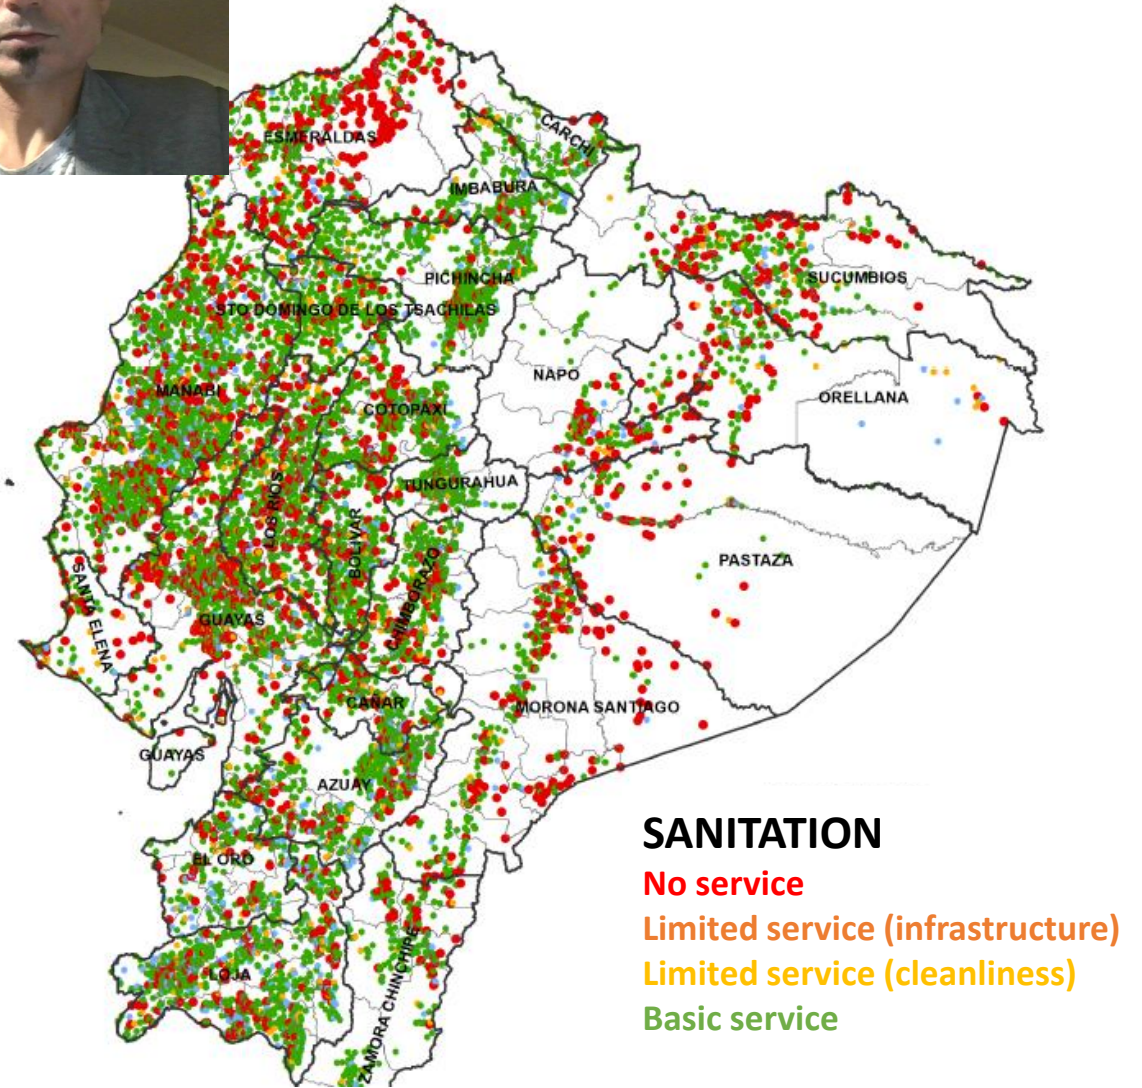 ESMERALDAS
CARCHI
IMBABURA
PICHINCHA
SUCUMBIOS
STO DOMINGO DE LOS TSACHILAS
NAPO
MANABI
ORELLANA
COTOPAXI
TUNGURAHUA
LOS RIOS
BOLIVAR
CHIMBORAZO
PASTAZA
SANTA ELENA
GUAYAS
CAÑAR
MORONA SANTIAGO
GUAYAS
AZUAY
EL ORO
LOJA
ZAMORA CHINCHIPE
SANITATION
No service
Limited service (infrastructure)
Limited service (cleanliness)
Basic service